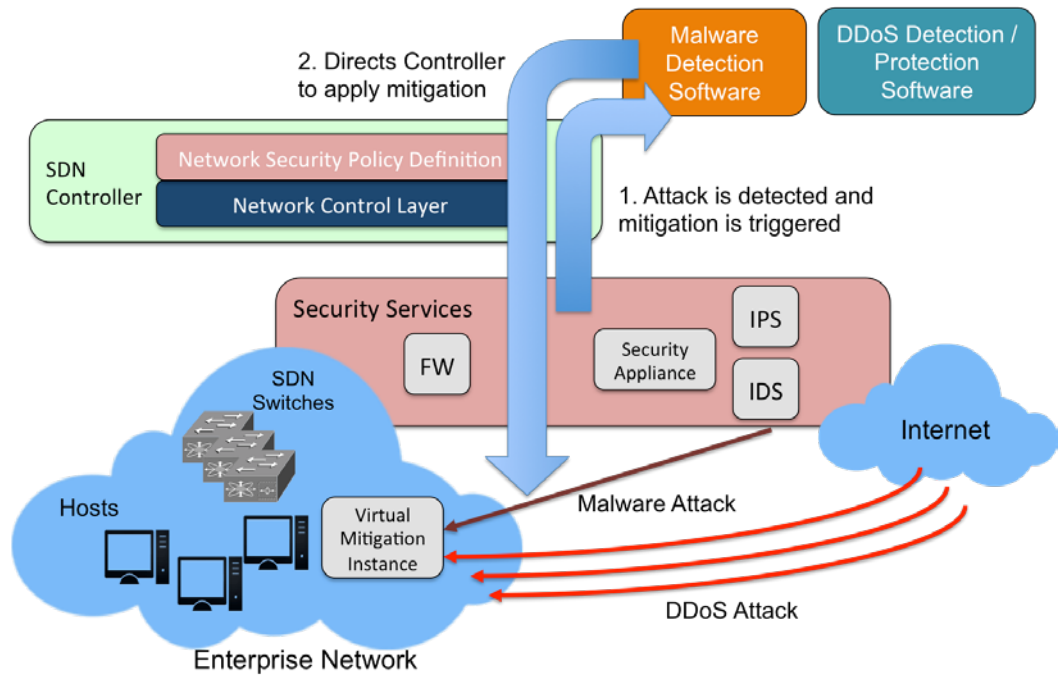 Malware
Detection
Software
DDoS Detection /
Protection
Software
2. Directs Controller
to apply mitigation
SDN
Controller
Network Security Policy Definition
Network Control Layer
1. Attack is detected and
mitigation is triggered
Security Services
FW
Security
Appliance
IPS
IDS
SDN
Switches
Internet
Hosts
Virtual
Mitigation
Instance
Malware Attack
DDoS Attack
Enterprise Network